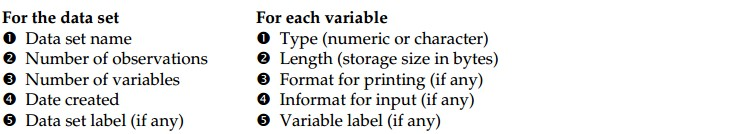 For the data set
❶ Data set name
❷ Number of observations
❸ Number of variables
❹ Date created
❺ Data set label (if any)
For each variable
❶ Type (numeric or character)
❷ Length (storage size in bytes)
❸ Format for printing (if any)
❹ Informat for input (if any)
❺ Variable label (if any)